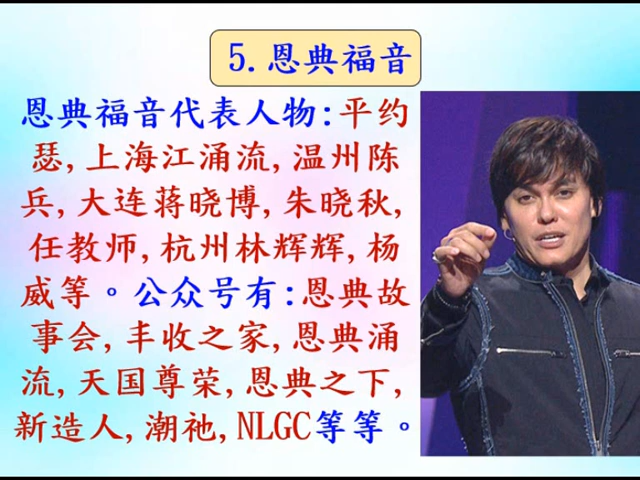 5.恩典福音
恩典福音代表人物:平约
瑟,上海江涌流,温州陈
兵,大连蒋晓博,朱晓秋,
任教师,杭州林辉辉,杨
威等。公众号有:恩典故
事会,丰收之家,恩典涌
流,天国尊荣,恩典之下,
新造人,潮祂,NLGC等等。